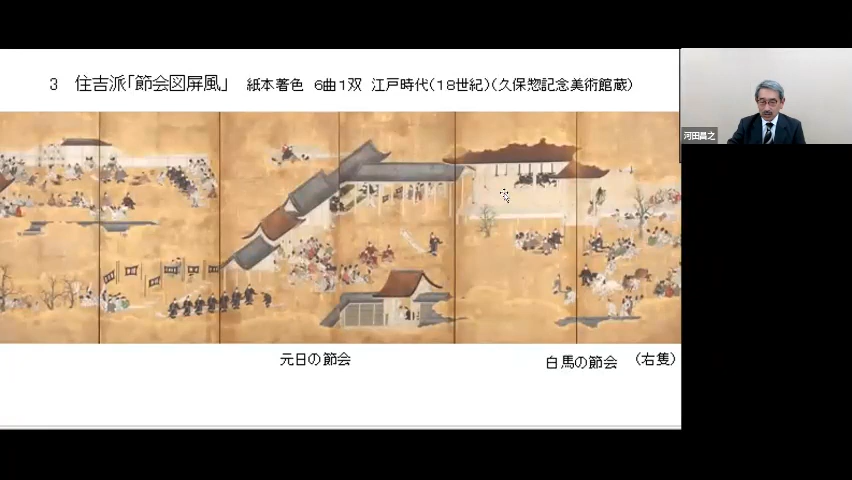 3 住吉派「節会図屏風」 紙本著色 6曲1双 江戸時代(18世紀)(久保惣記念美術館蔵)
河田昌之
元日の節会
白馬の節会 (右隻)